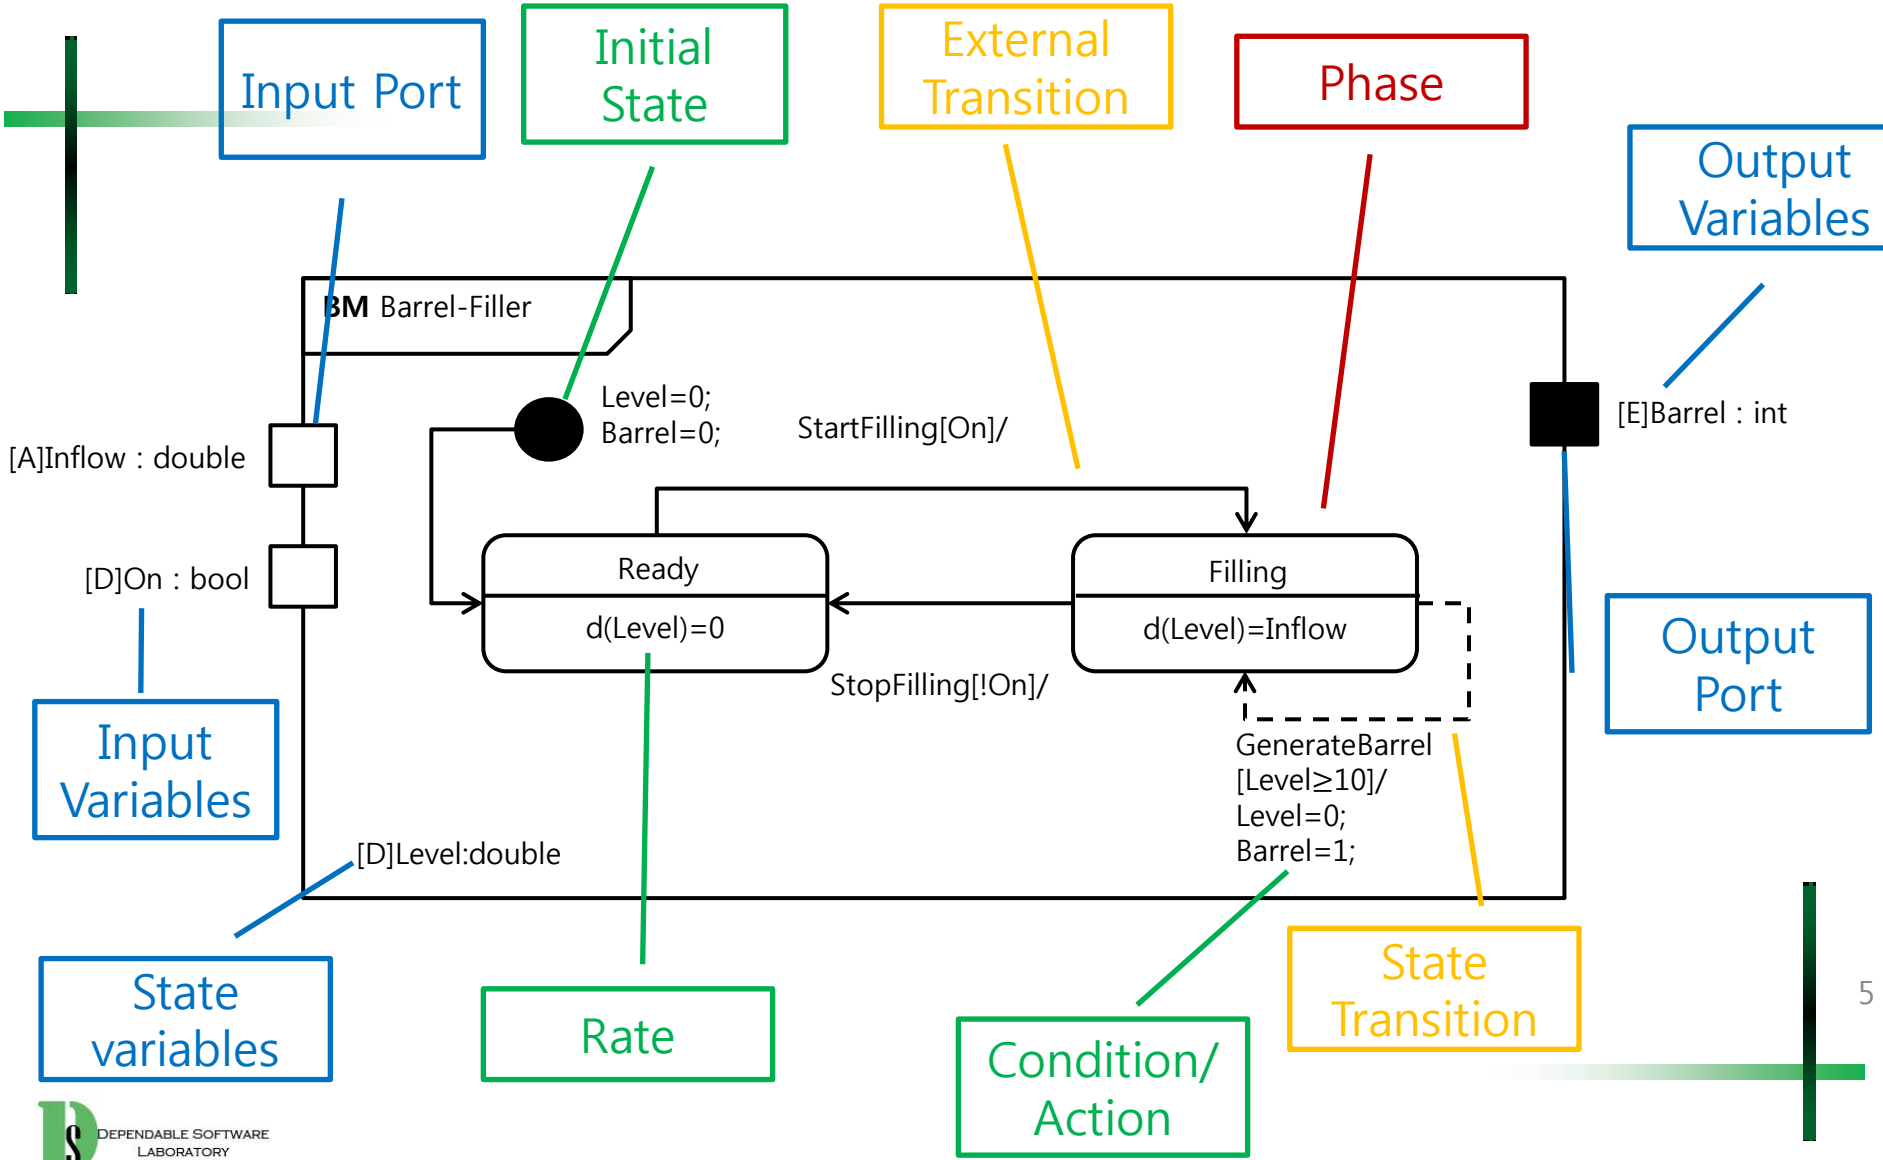 Input Port
Initial
State
External
Transition
Phase
Output
Variables
BM Barrel-Filler
Level=0;
Barrel=0;
StartFilling[On]/
[E]Barrel : int
[A]Inflow : double
[D]On : bool
Ready
d(Level)=0
Filling
d(Level)=Inflow
StopFilling[!On]/
Output
Port
Input
Variables
GenerateBarrel
[Level≥10]/
Level=0;
Barrel=1;
[D]Level:double
State
variables
Rate
Condition/
Action
State
Transition
5
DS
DEPENDABLE SOFTWARE
LABORATORY